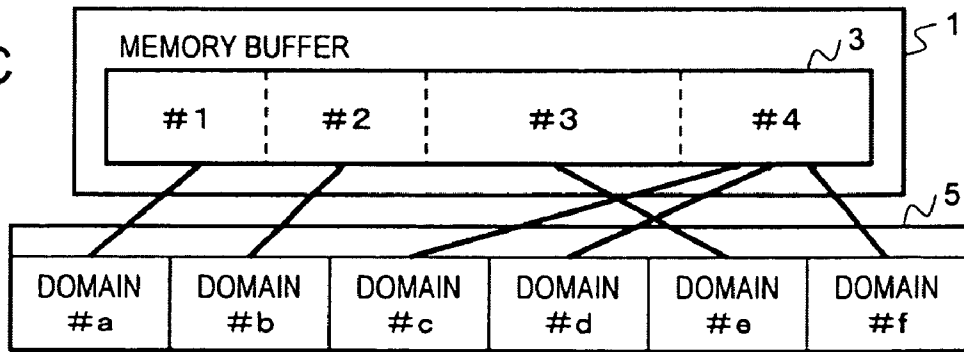 C
1
MEMORY BUFFER
3
#1 #2 #3 #4
5
DOMAIN DOMAIN DOMAIN DOMAIN DOMAIN DOMAIN
#a #b #c #d #e #f